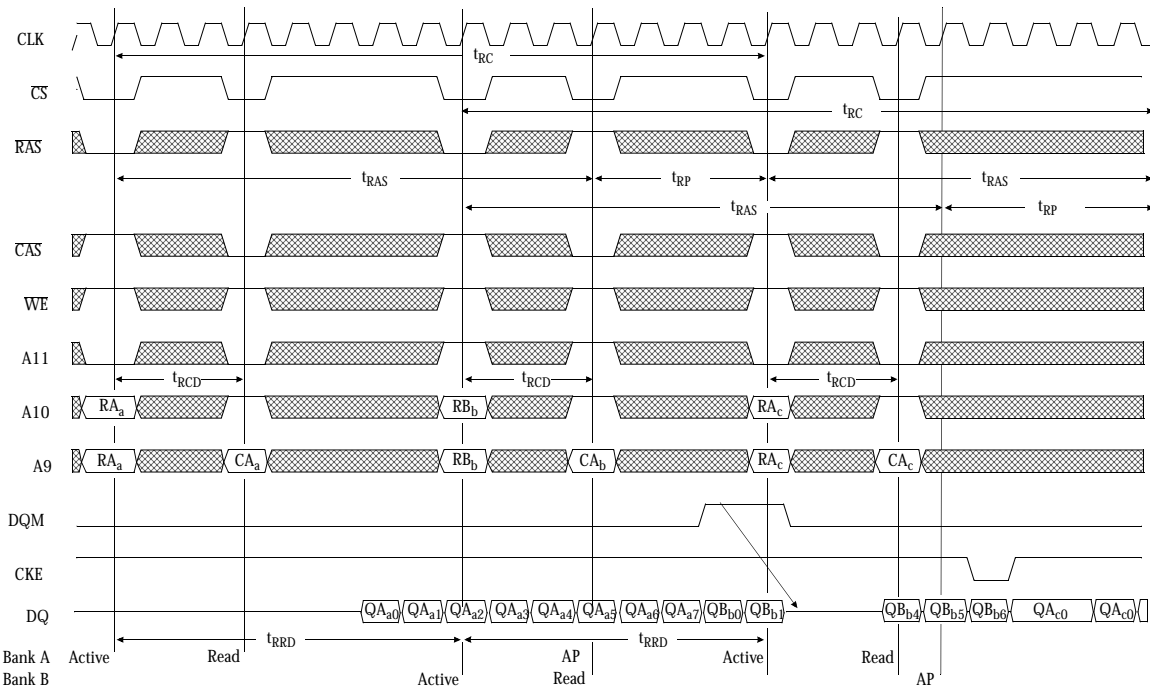 CLK
tRC
CS
tRC
RAS
tRAS tRP tRAS
tRAS tRP
CAS
WE
A11
tRCD tRCD tRCD
A10 RAa RBb RAc
A9 RAa CAa RBb CAb RAc CAc
DQM
CKE
DQ QAa0 QAa1 QAa2 QAa3 QAa4 QAa5 QAa6 QAa7 QBb0 QBb1 QBb4 QBb5 QBb6 QAc0 QAc0
tRRD tRRD
Bank A Active Read AP Active Read
Bank B Active Read AP